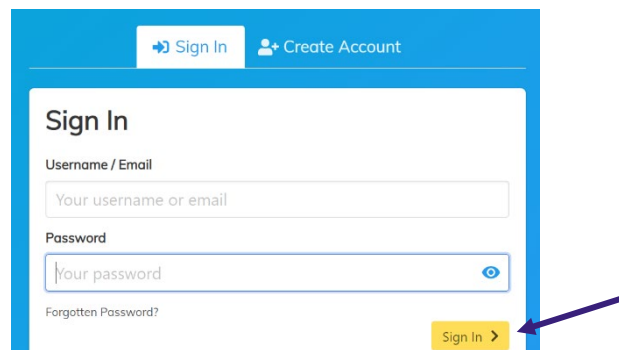 Sign In Create Account
Sign In
Username / Email
Your username or email
Password
Your password
Forgotten Password?
Sign In